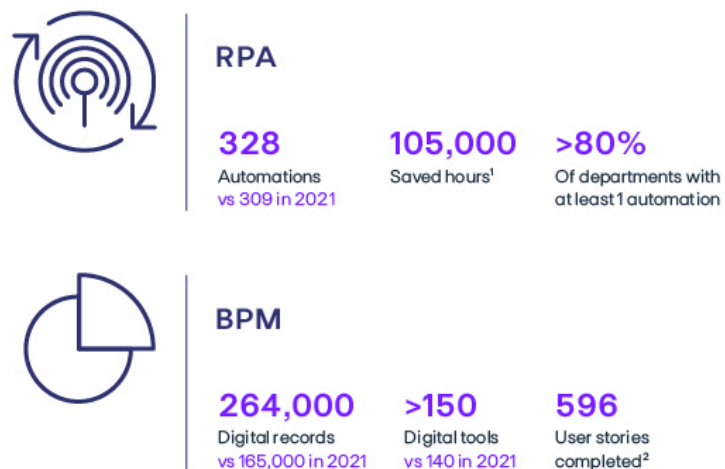 RPA
328
105,000
>80%
Automations
vs 309 in 2021
Saved hours¹
Of departments with
at least 1 automation
BPM
264,000
>150
596
Digital records
vs 165,000 in 2021
Digital tools
vs 140 in 2021
User stories
completed²